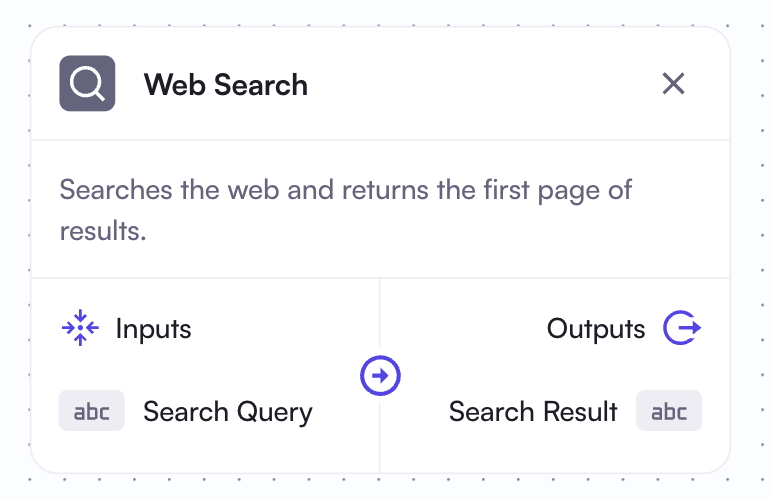 Web Search
Searches the web and returns the first page of
results.
Inputs
Outputs
abc Search Query
Search Result abc